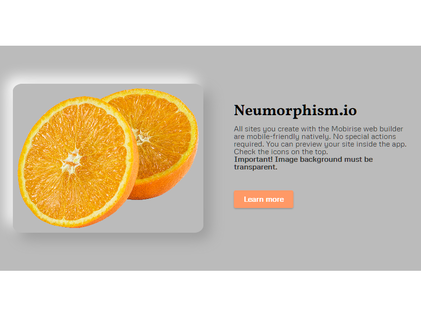 Neumorphism.io
All sites you create with the Mobirise web builder
are mobile-friendly natively. No special actions
required. You can preview your site inside the app.
Check the icons on the top.
Important! Image background must be
transparent.
Learn more